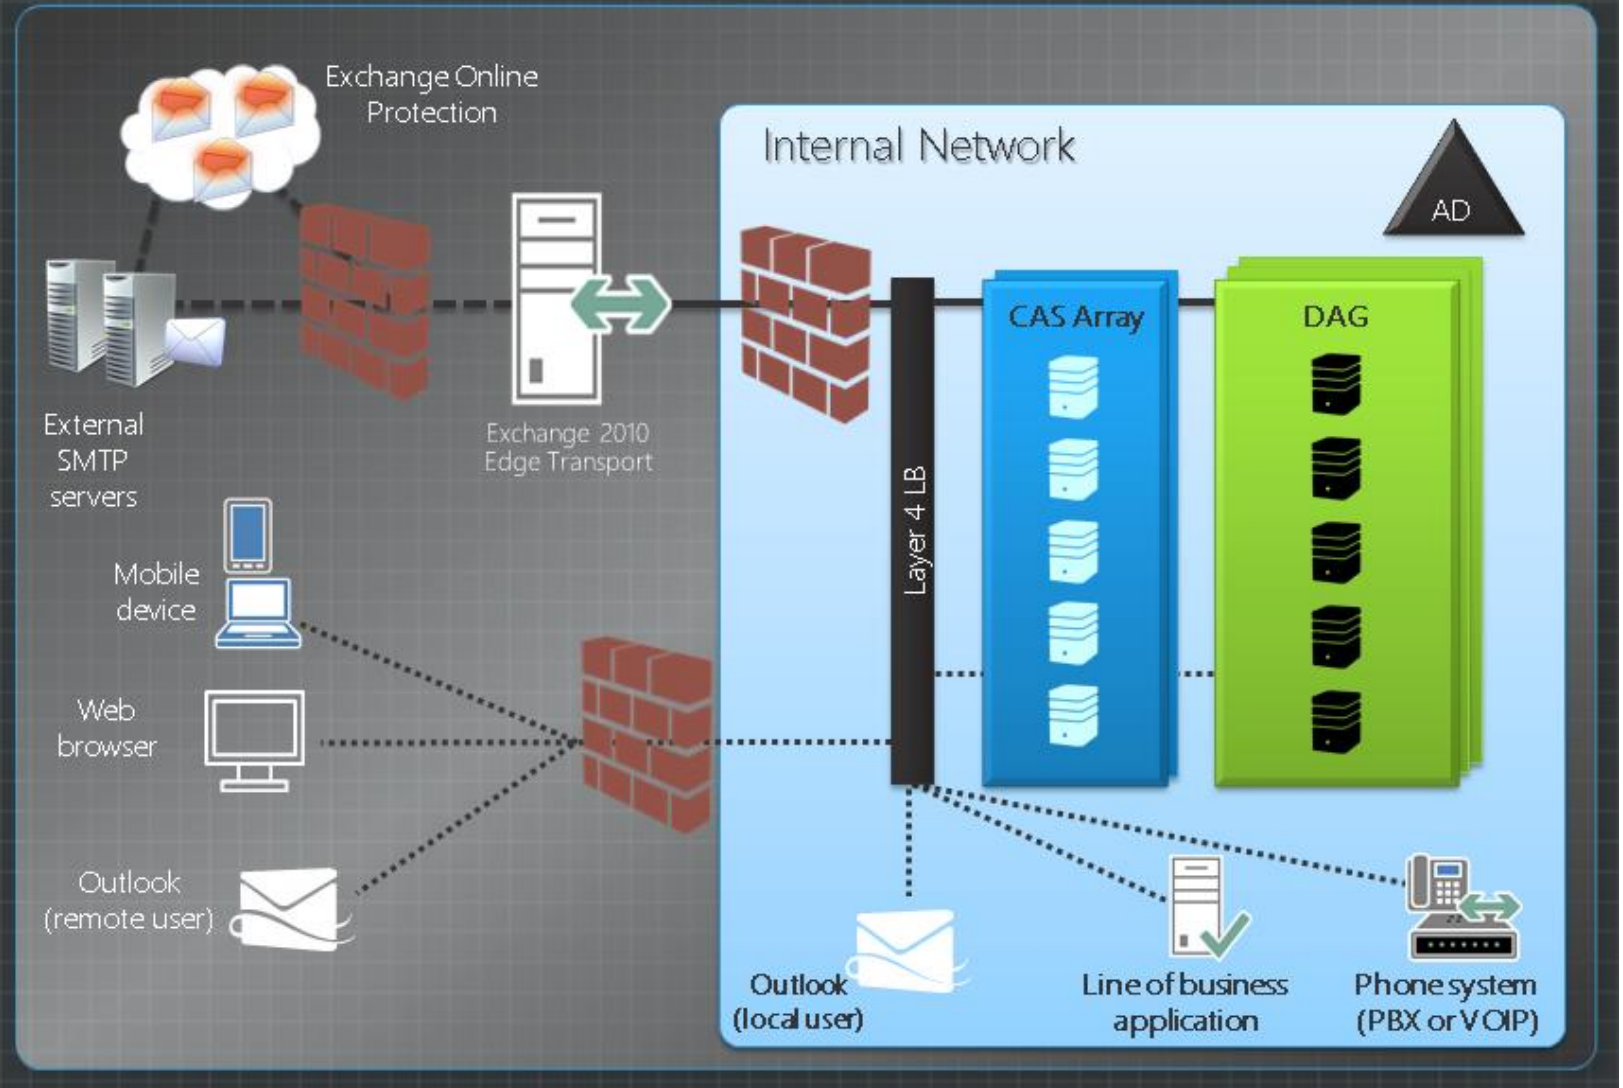 Exchange Online
Protection
Internal Network
AD
CAS Array
DAG
External
SMTP
servers
Exchange 2010
Edge Transport
Layer 4 LB
Mobile
device
Web
browser
Outlook
(remote user)
Outlook
(local user)
Line of business
application
Phone system
(PBX or VOIP)